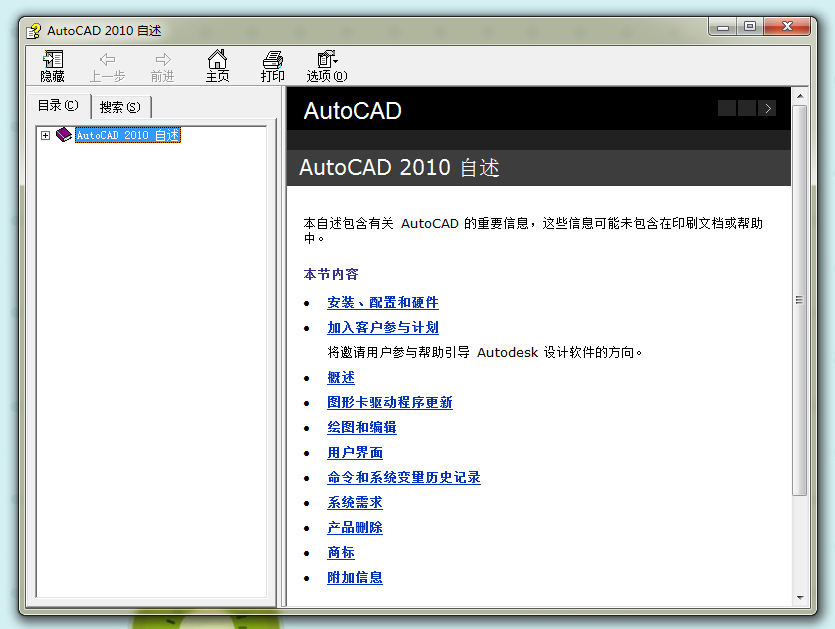 AutoCAD 2010 自述
隐藏 上一步 前进 主页 打印 选项(O)
目录(C) 搜索(S)
AutoCAD 2010 自述
AutoCAD
AutoCAD 2010 自述
本自述包含有关 AutoCAD 的重要信息，这些信息可能未包含在印刷文档或帮助
中。
本节内容
• 安装、配置和硬件
• 加入客户参与计划
将邀请用户参与帮助引导 Autodesk 设计软件的方向。
• 概述
• 图形卡驱动程序更新
• 绘图和编辑
• 用户界面
• 命令和系统变量历史记录
• 系统需求
• 产品删除
• 商标
• 附加信息